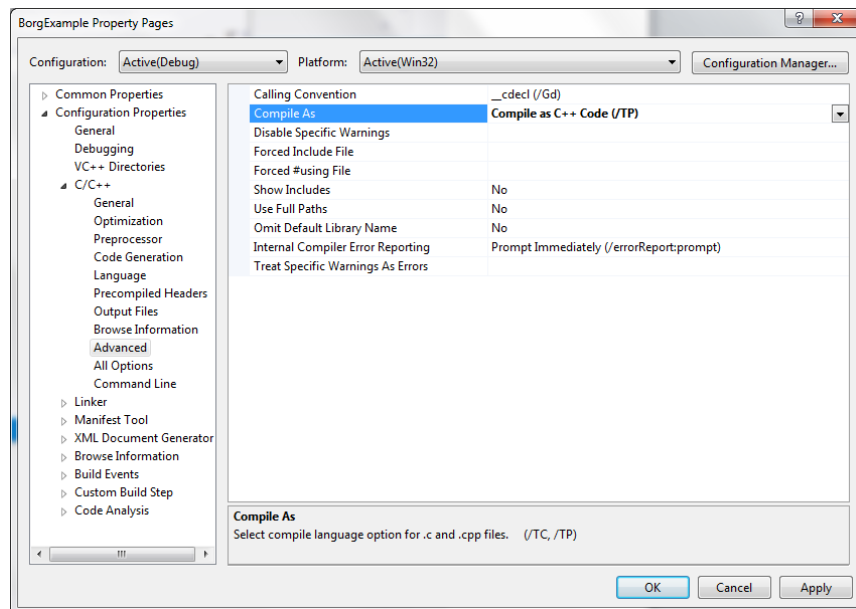 BorgExample Property Pages
Configuration: Active(Debug) Platform: Active(Win32) Configuration Manager...
Common Properties
Configuration Properties
General
Debugging
VC++ Directories
C/C++
General
Optimization
Preprocessor
Code Generation
Language
Precompiled Headers
Output Files
Browse Information
Advanced
All Options
Command Line
Linker
Manifest Tool
XML Document Generator
Browse Information
Build Events
Custom Build Step
Code Analysis
Calling Convention __cdecl (/Gd)
Compile As Compile as C++ Code (/TP)
Disable Specific Warnings
Forced Include File
Forced #using File
Show Includes No
Use Full Paths No
Omit Default Library Name No
Internal Compiler Error Reporting Prompt Immediately (/errorReport:prompt)
Treat Specific Warnings As Errors
Compile As
Select compile language option for .c and .cpp files. (/TC, /TP)
OK Cancel Apply